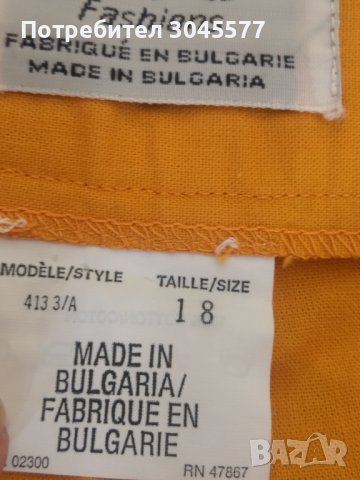 Потребител 3045577
Fashions
FABRIQUÉ EN BULGARIE
MADE IN BULGARIA
MODÈLE/STYLE TAILLE/SIZE
413 3/A 18
MADE IN
BULGARIA/
FABRIQUE EN
BULGARIE
02300 RN 47867
bazar